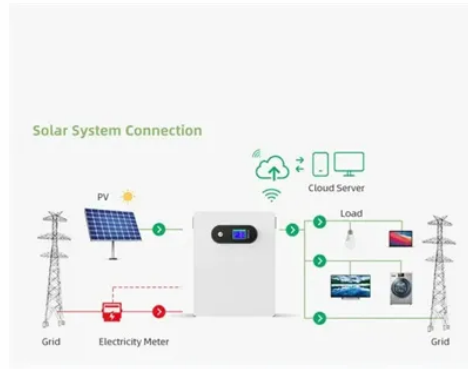 Solar System Connection
Cloud Server
PV
Load
Grid
Electricity Meter
Grid